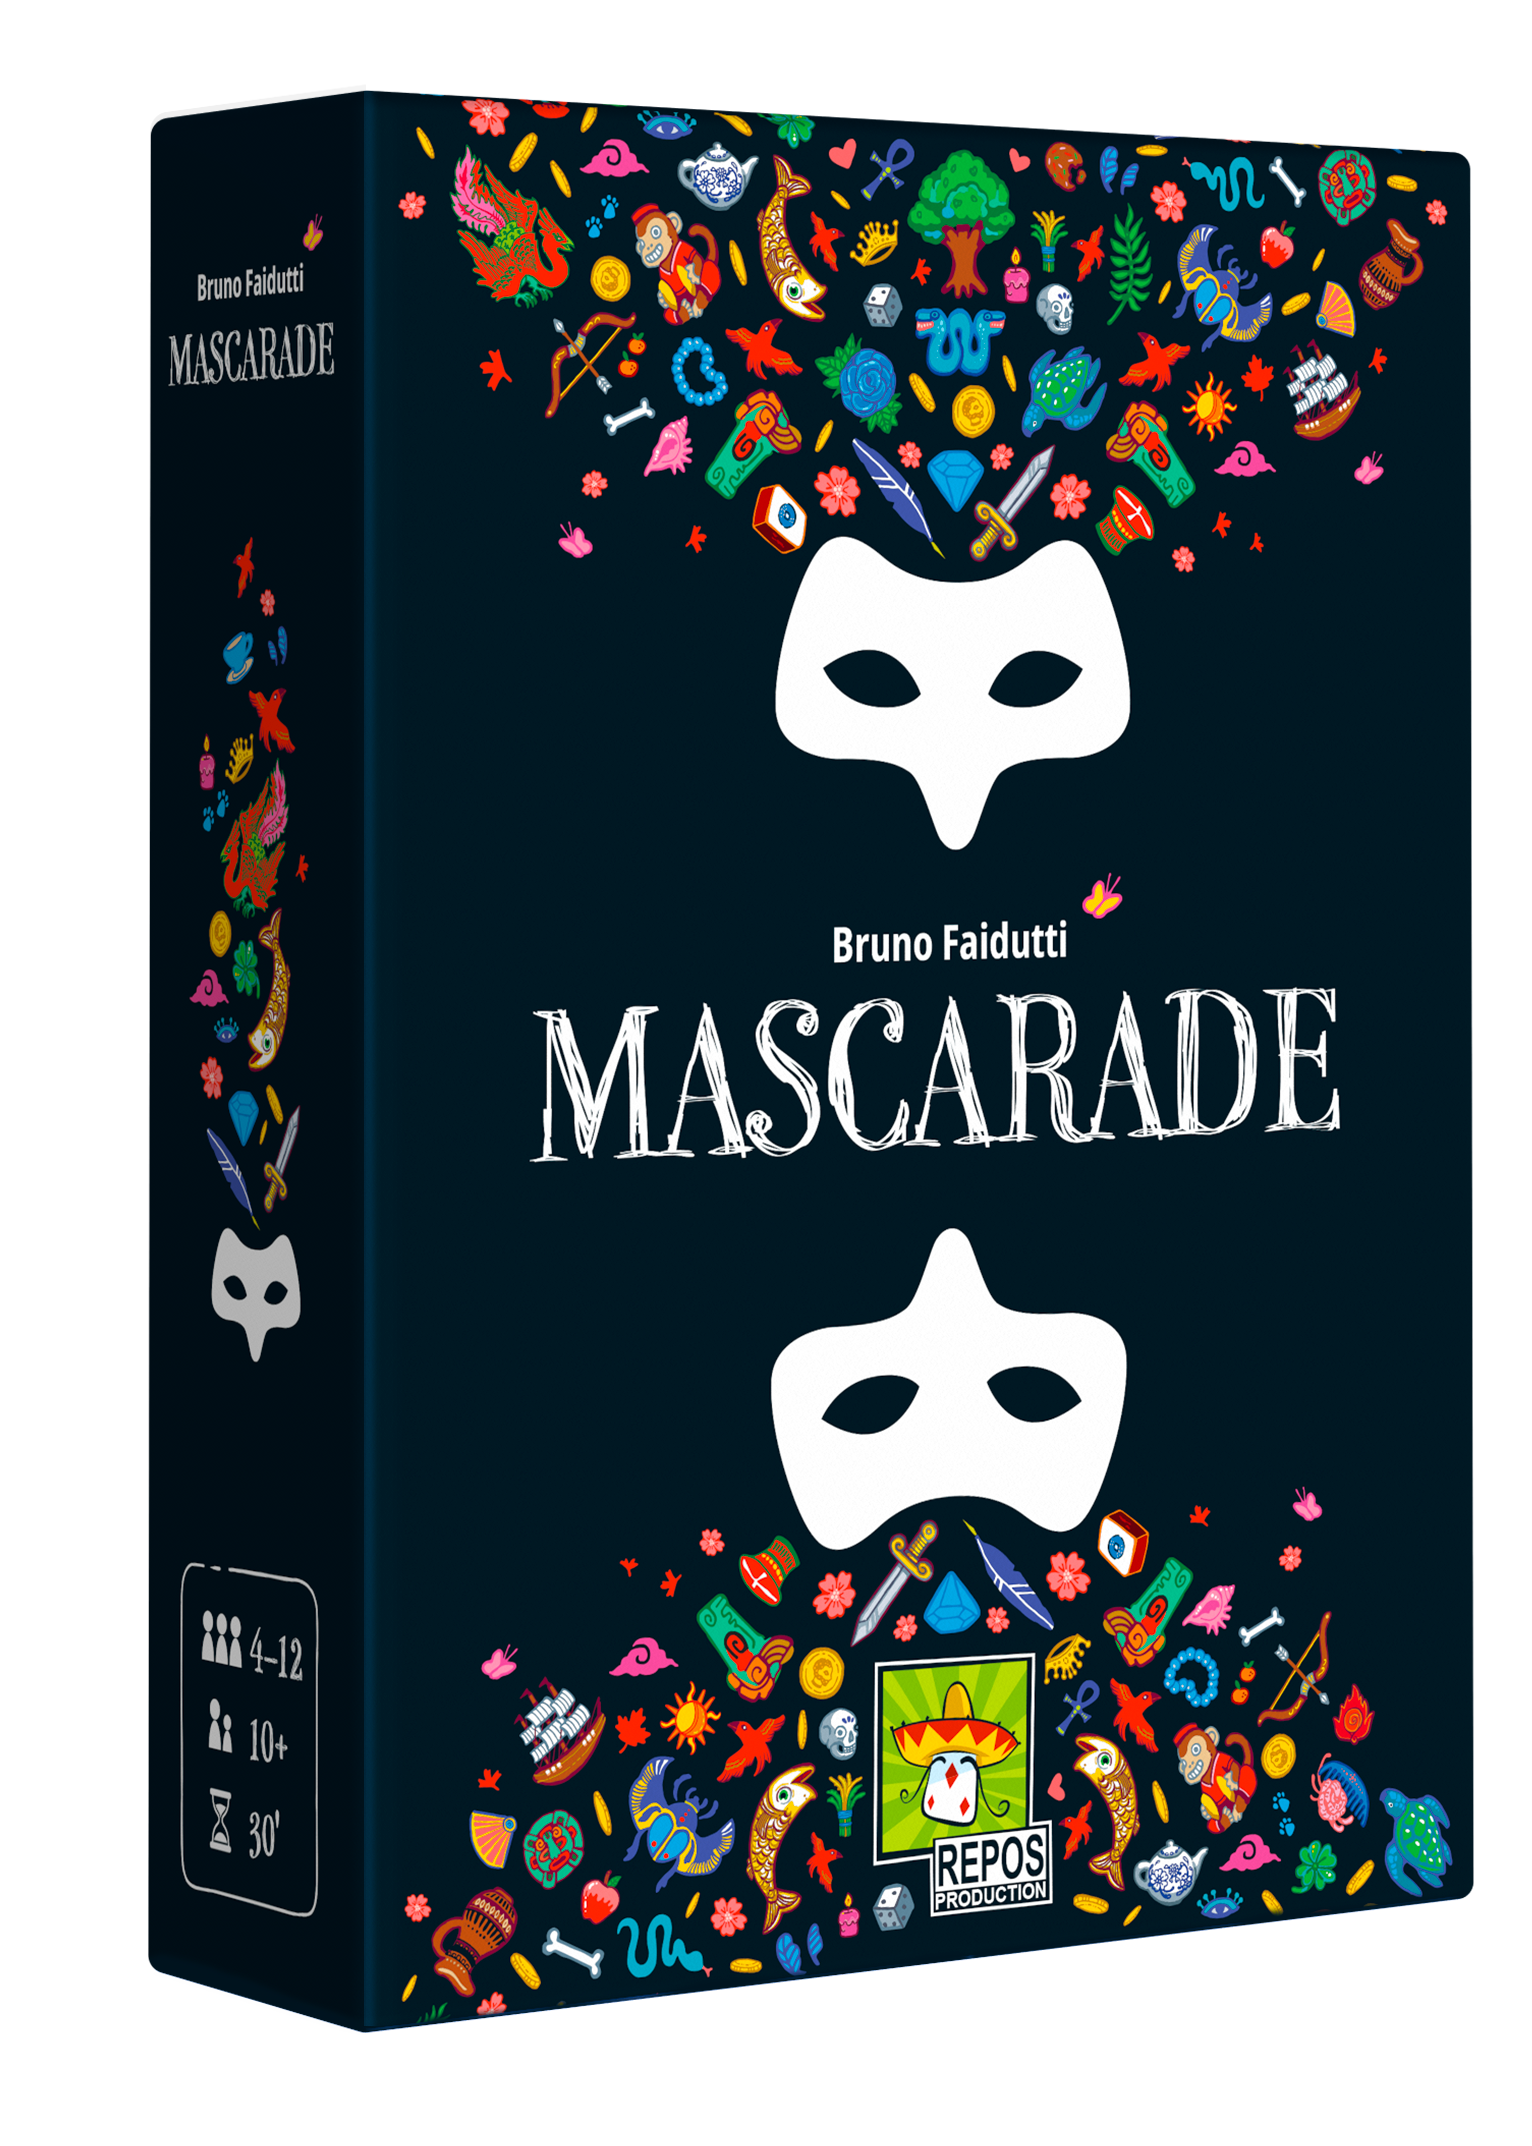 Bruno Faidutti
MASCARADE
4–12
10+
30'
Bruno Faidutti
MASCARADE
REPOS
PRODUCTION